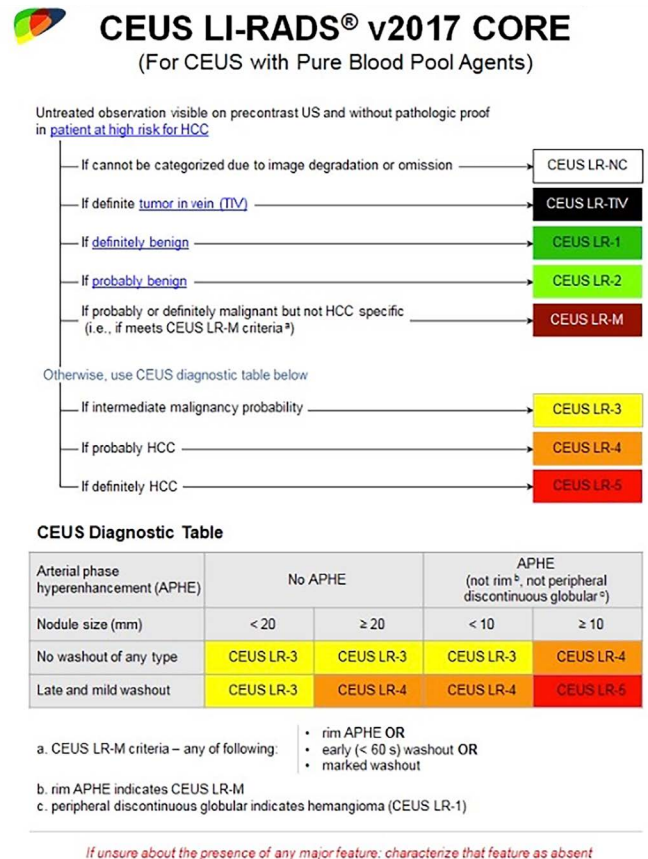 CEUS LI-RADS® v2017 CORE
(For CEUS with Pure Blood Pool Agents)
Untreated observation visible on precontrast US and without pathologic proof
in patient at high risk for HCC
If cannot be categorized due to image degradation or omission CEUS LR-NC
If definite tumor in vein (TIV) CEUS LR-TIV
If definitely benign CEUS LR-1
If probably benign CEUS LR-2
If probably or definitely malignant but not HCC specific
(i.e., if meets CEUS LR-M criteria a) CEUS LR-M
Otherwise, use CEUS diagnostic table below
If intermediate malignancy probability CEUS LR-3
If probably HCC CEUS LR-4
If definitely HCC CEUS LR-5
CEUS Diagnostic Table
Arterial phase
hyperenhancement (APHE)
No APHE
APHE
(not rim b, not peripheral
discontinuous globular c)
Nodule size (mm) < 20 ≥ 20 < 10 ≥ 10
No washout of any type CEUS LR-3 CEUS LR-3 CEUS LR-3 CEUS LR-4
Late and mild washout CEUS LR-3 CEUS LR-4 CEUS LR-4 CEUS LR-5
a. CEUS LR-M criteria – any of following:
• rim APHE OR
• early (< 60 s) washout OR
• marked washout
b. rim APHE indicates CEUS LR-M
c. peripheral discontinuous globular indicates hemangioma (CEUS LR-1)
If unsure about the presence of any major feature: characterize that feature as absent